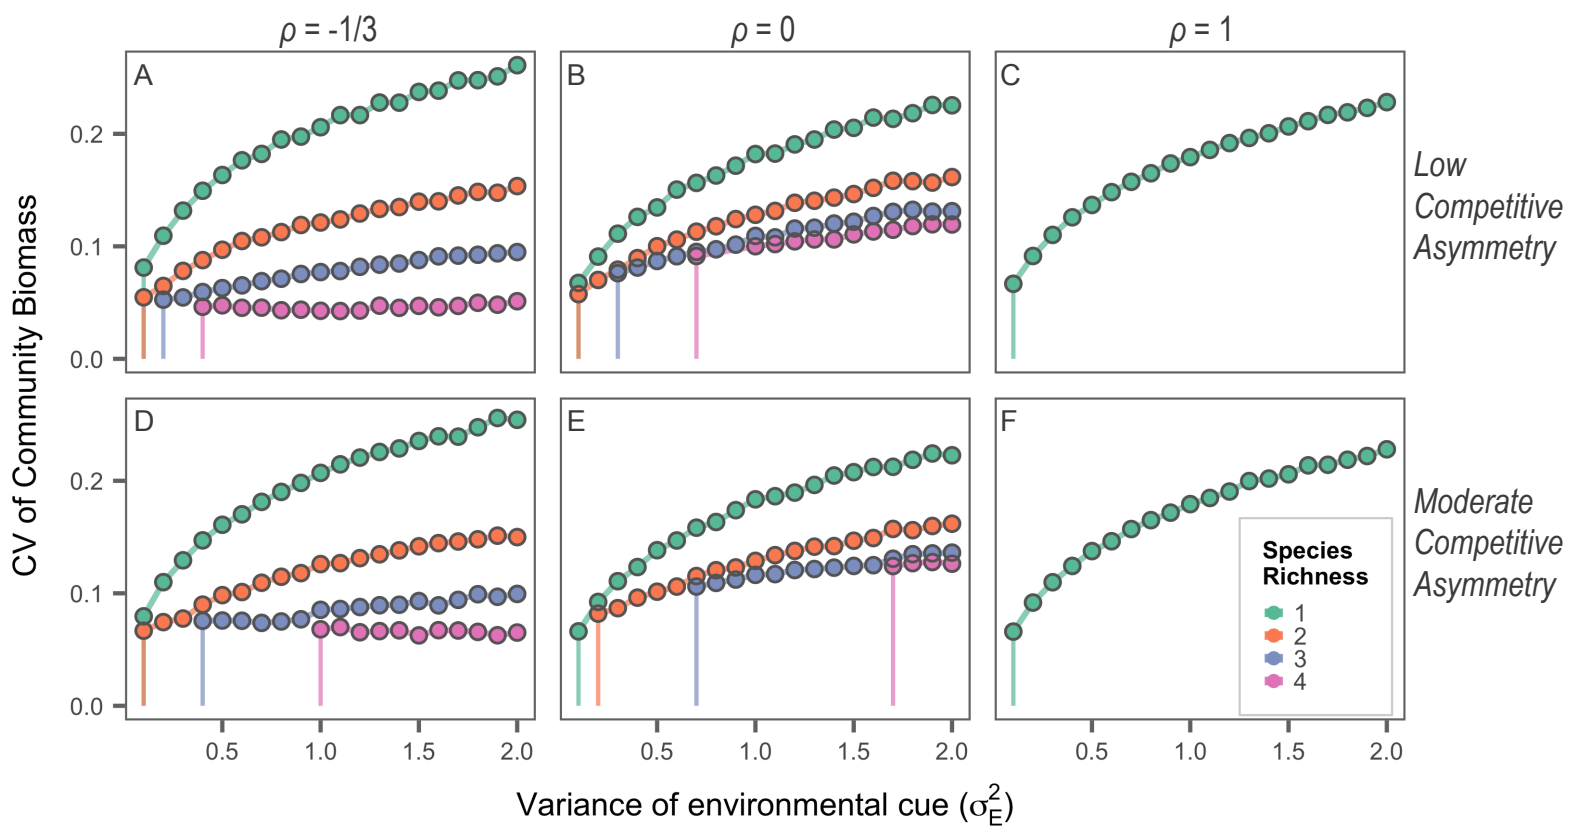 ρ = -1/3
ρ = 0
ρ = 1
A
B
C
0.2
0.1
0.0
Low
Competitive
Asymmetry
CV of Community Biomass
D
E
F
0.2
0.1
0.0
Moderate
Competitive
Asymmetry
Species
Richness
1
2
3
4
0.5 1.0 1.5 2.0
0.5 1.0 1.5 2.0
0.5 1.0 1.5 2.0
Variance of environmental cue (σ²E)